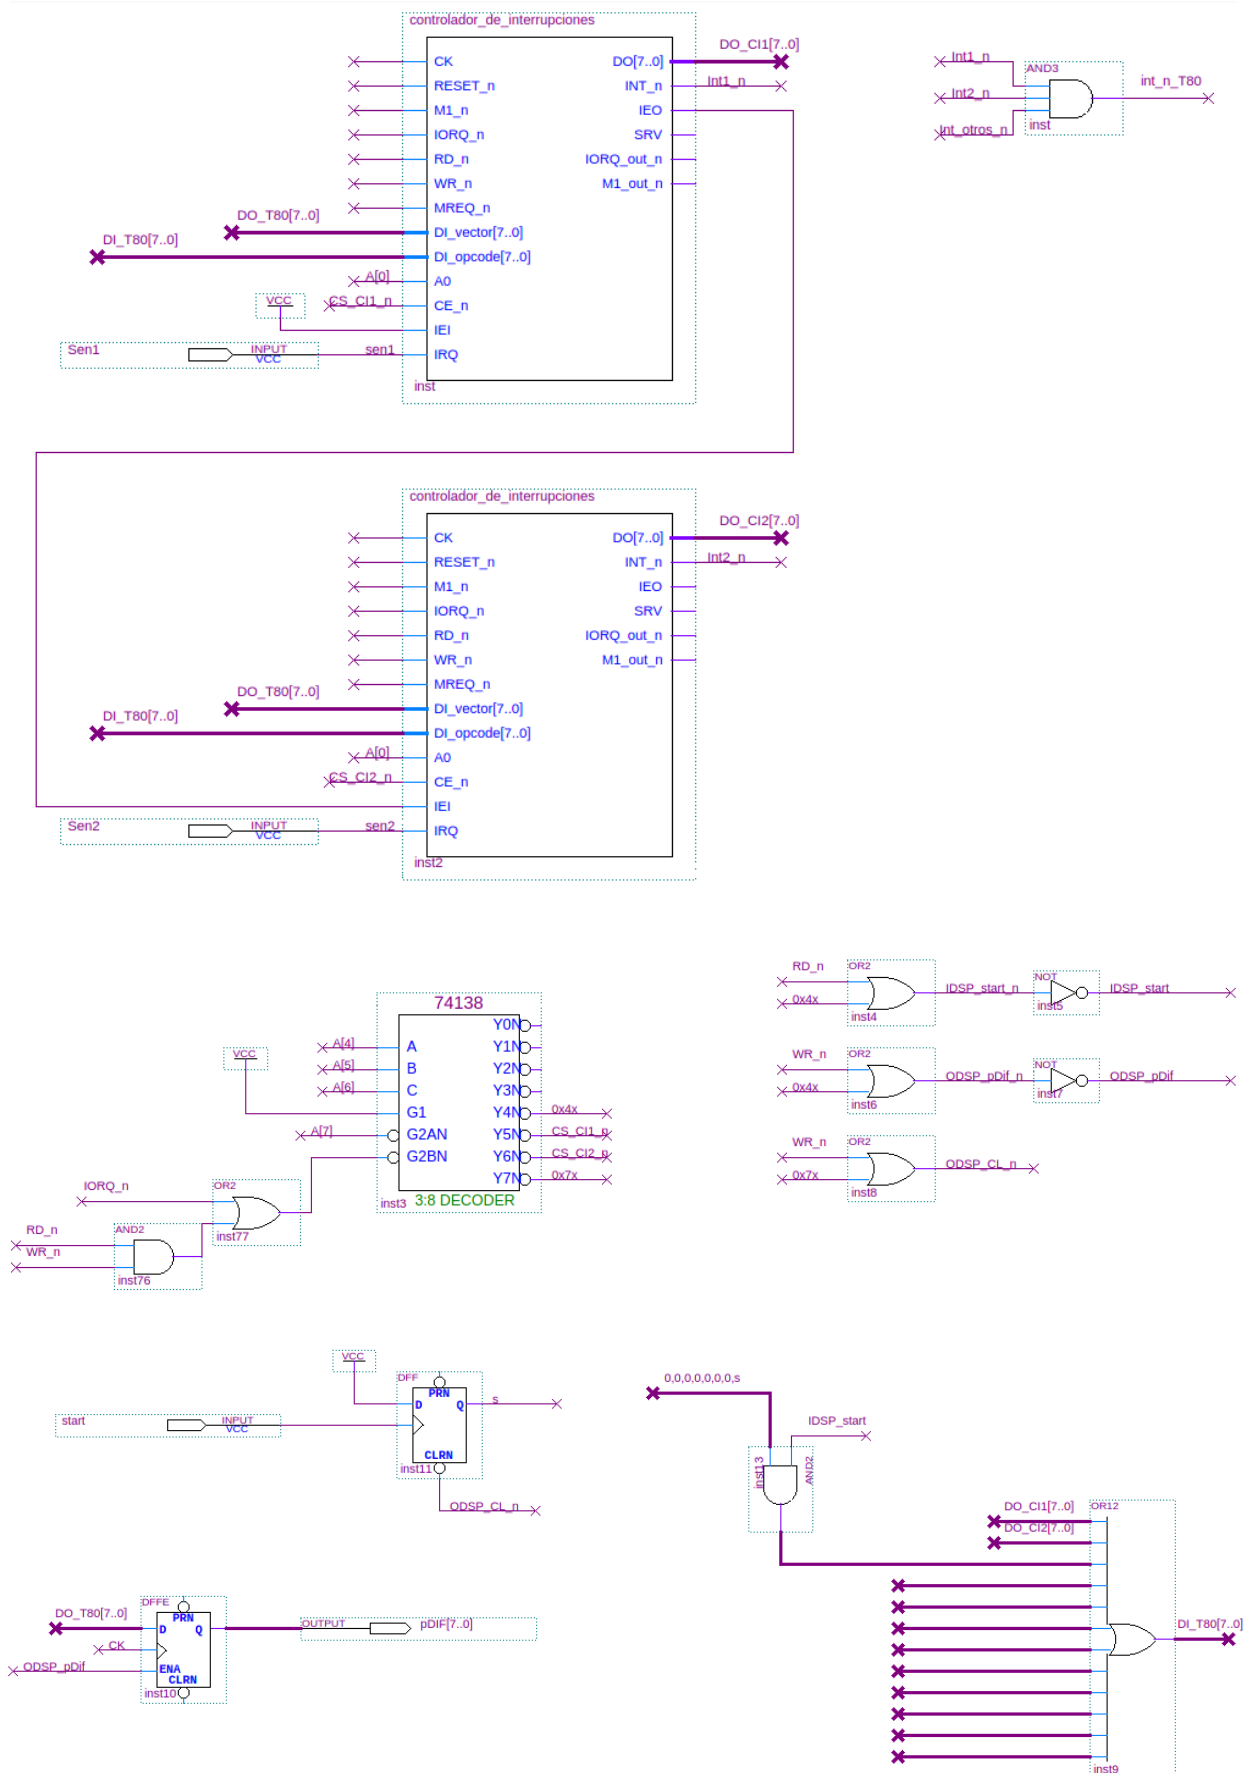 controlador_de_interrupciones
CK
RESET_n
M1_n
IORQ_n
RD_n
WR_n
MREQ_n
DO_T80[7..0]
DI_vector[7..0]
DI_T80[7..0]
DI_opcode[7..0]
A[0]
A0
CS_CI1_n
CE_n
VCC
IEI
Sen1
INPUT
VCC
sen1
IRQ
inst
DO[7..0]
DO_CI1[7..0]
INT_n
Int1_n
IEO
SRV
IORQ_out_n
M1_out_n
Int1_n
Int2_n
Int_otros_n
AND3
inst
int_n_T80
controlador_de_interrupciones
CK
RESET_n
M1_n
IORQ_n
RD_n
WR_n
MREQ_n
DO_T80[7..0]
DI_vector[7..0]
DI_T80[7..0]
DI_opcode[7..0]
A[0]
A0
CS_CI2_n
CE_n
IEI
Sen2
INPUT
VCC
sen2
IRQ
inst2
DO[7..0]
DO_CI2[7..0]
INT_n
Int2_n
IEO
SRV
IORQ_out_n
M1_out_n
74138
VCC
A[4]
A
A[5]
B
A[6]
C
G1
A[7]
G2AN
G2BN
Y0N
Y1N
Y2N
Y3N
Y4N
0x4x
Y5N
CS_CI1_n
Y6N
CS_CI2_n
Y7N
0x7x
inst3
3:8 DECODER
IORQ_n
OR2
inst77
RD_n
WR_n
AND2
inst76
RD_n
0x4x
OR2
inst4
IDSP_start_n
NOT
inst5
IDSP_start
WR_n
0x4x
OR2
inst6
ODSP_pDif_n
NOT
inst7
ODSP_pDif
WR_n
0x7x
OR2
inst8
ODSP_CL_n
VCC
DFF
PRN
D
Q
s
start
INPUT
VCC
CLRN
inst11
ODSP_CL_n
0,0,0,0,0,0,0,s
IDSP_start
inst13
AND2
DO_CI1[7..0]
DO_CI2[7..0]
OR12
DI_T80[7..0]
inst9
DO_T80[7..0]
DFFE
PRN
D
Q
CK
ODSP_pDif
ENA
CLRN
inst10
OUTPUT
pDIF[7..0]